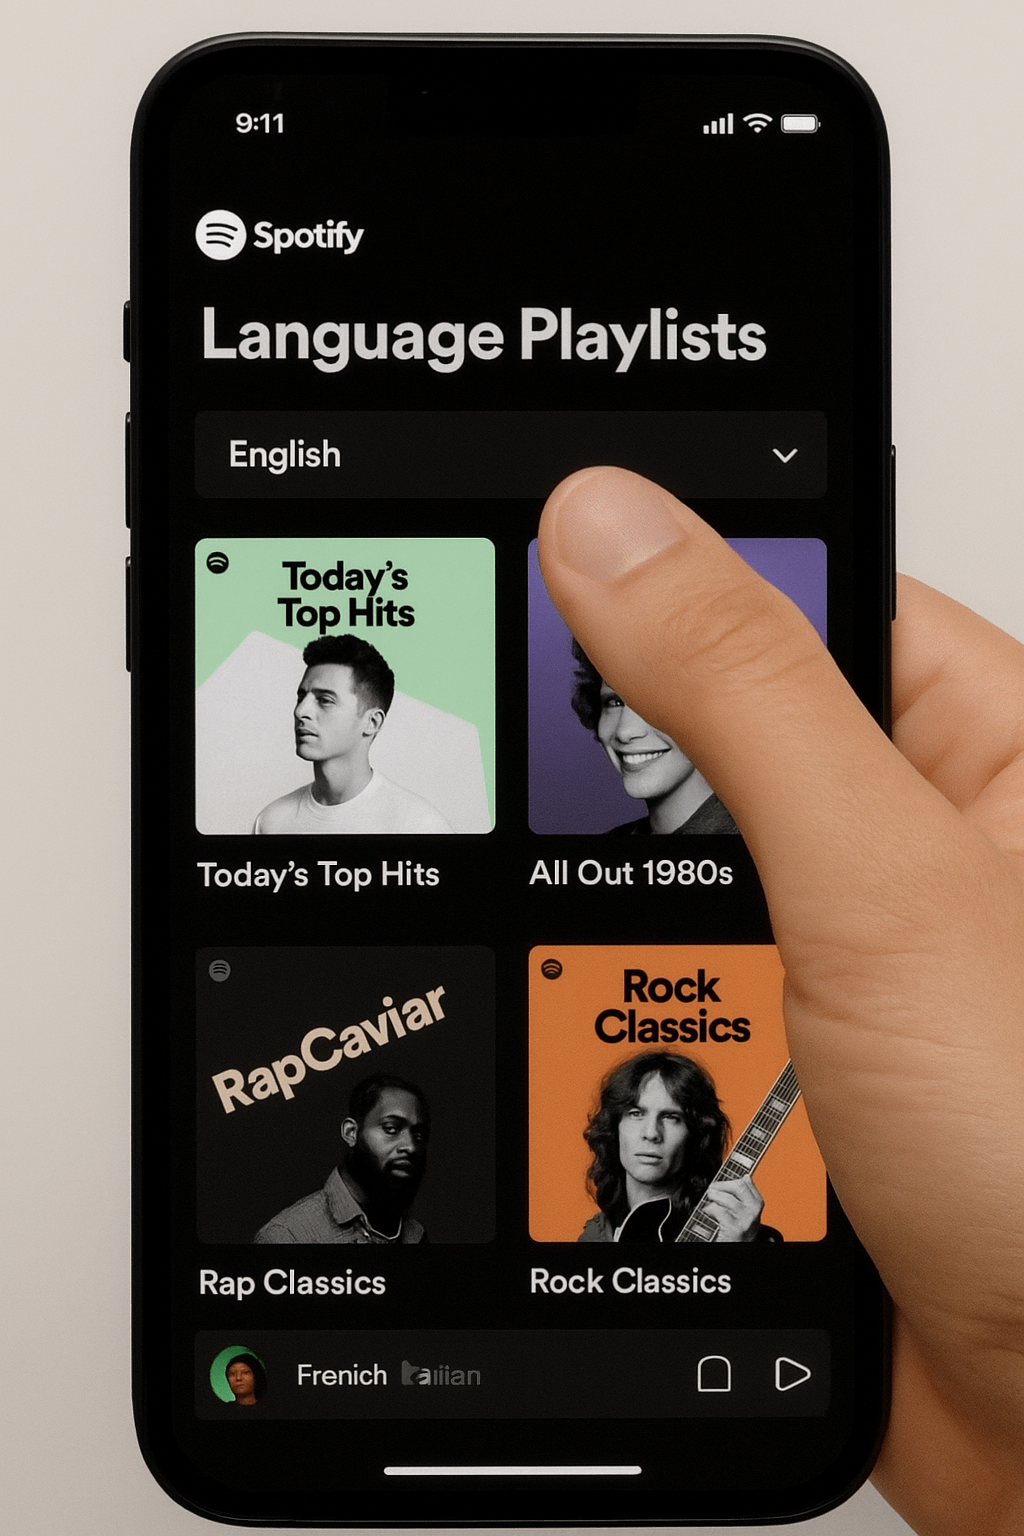 9:11
Spotify
Language Playlists
English
Today's
Top Hits
Today's Top Hits
All Out 1980s
RapCaviar
Rock
Classics
Rap Classics
Rock Classics
Frenich